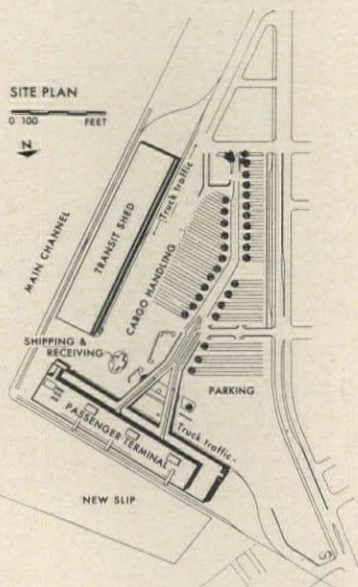 SITE PLAN
0 100 FEET
N
Truck traffic
TRANSIT SHED
MAIN CHANNEL
CARGO HANDLING
SHIPPING &
RECEIVING
PARKING
PASSENGER TERMINAL
Truck traffic
NEW SLIP